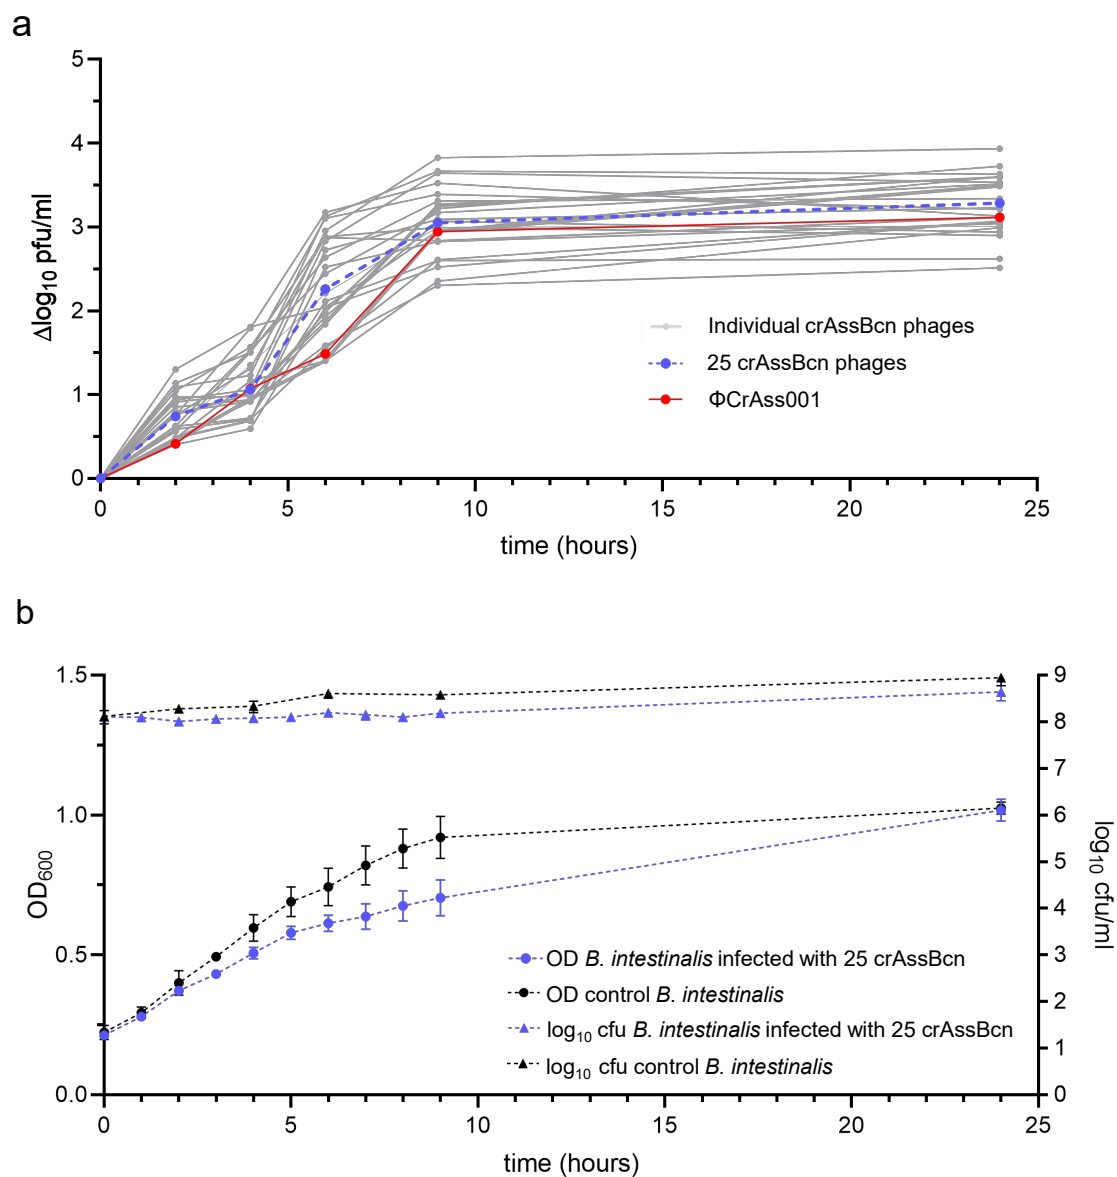 a
5
4
3
2
1
0
Δlog₁₀ pfu/ml
Individual crAssBcn phages
25 crAssBcn phages
ΦCrAss001
0 5 10 15 20 25
time (hours)
b
1.5
1.0
0.5
0.0
OD₆₀₀
9
8
7
6
5
4
3
2
1
0
log₁₀ cfu/ml
OD B. intestinalis infected with 25 crAssBcn
OD control B. intestinalis
log₁₀ cfu B. intestinalis infected with 25 crAssBcn
log₁₀ cfu control B. intestinalis
0 5 10 15 20 25
time (hours)